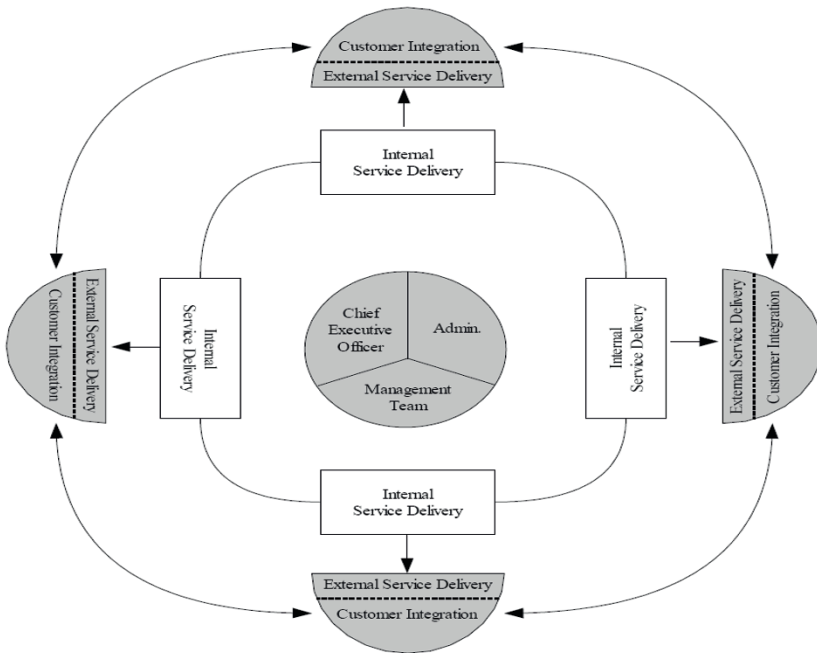 Customer Integration
External Service Delivery
Internal
Service Delivery
Customer Integration
External Service Delivery
Internal
Service Delivery
Chief
Executive
Officer
Admin.
Management
Team
Internal
Service Delivery
External Service Delivery
Customer Integration
Internal
Service Delivery
External Service Delivery
Customer Integration